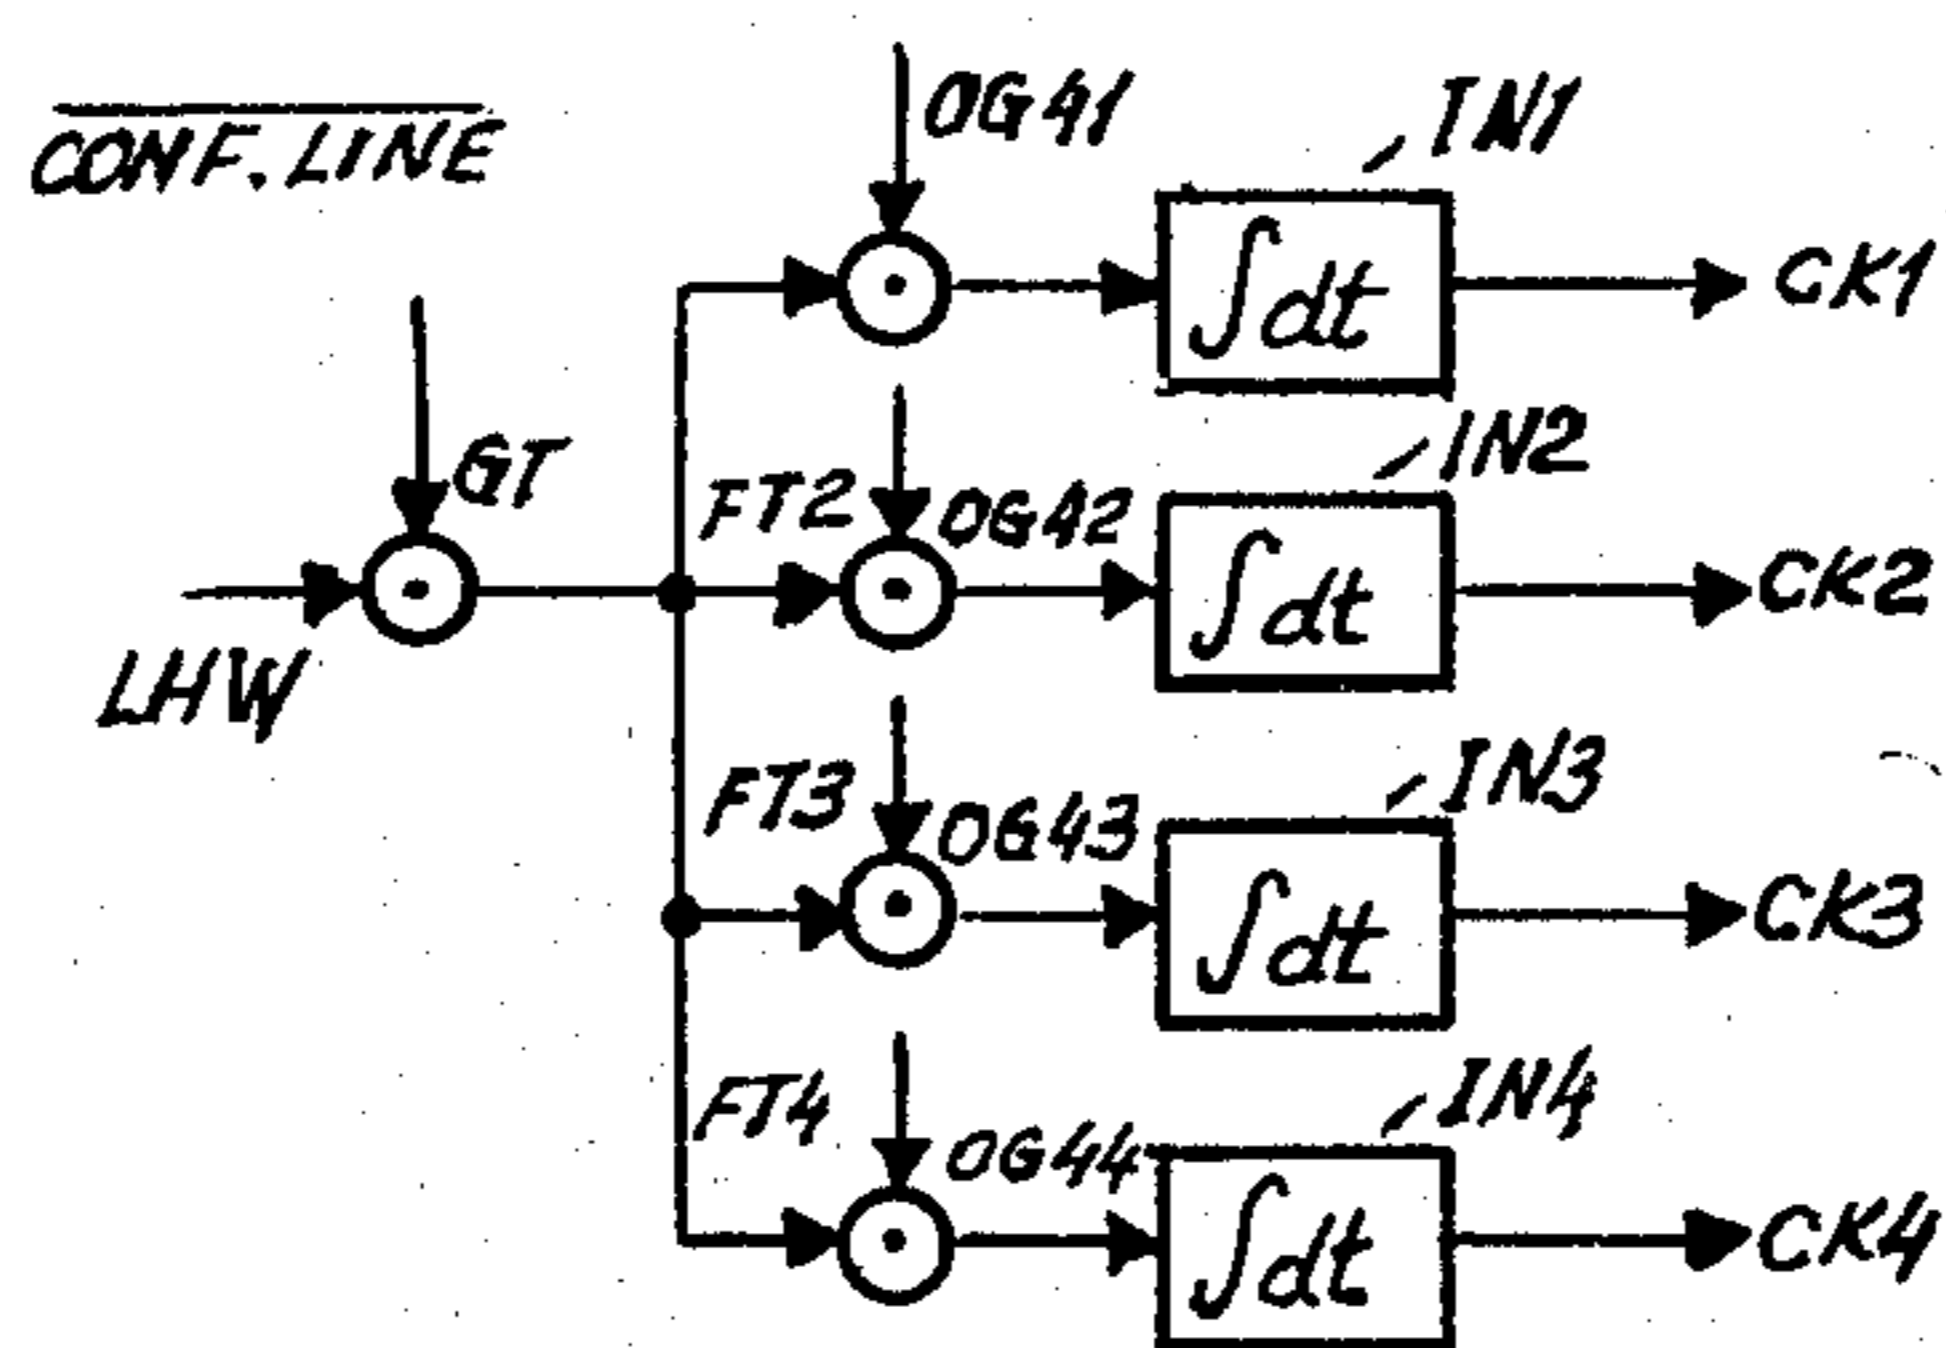 CONF. LINE
OG41
IN1
∫dt
CK1
GT
LHW
FT2
OG42
IN2
∫dt
CK2
FT3
OG43
IN3
∫dt
CK3
FT4
OG44
IN4
∫dt
CK4